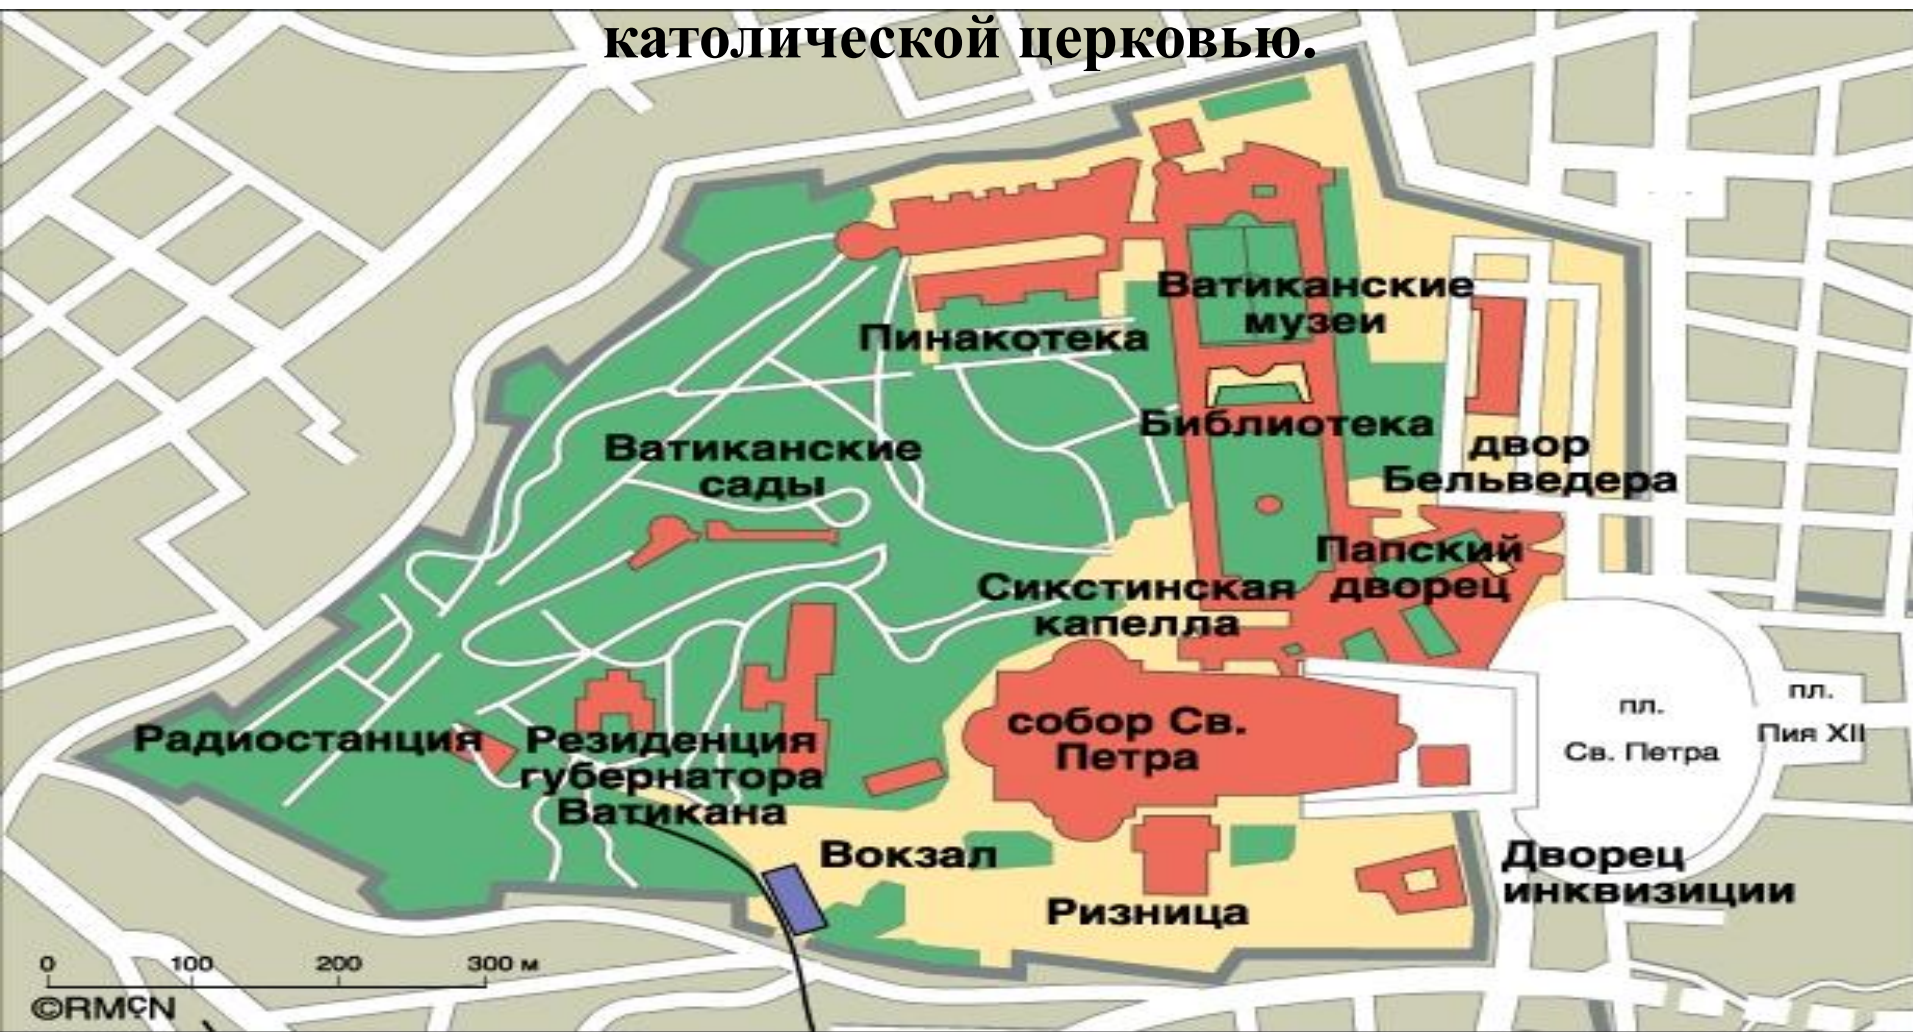 католической церковью.
Ватиканские
музеи
Пинакотека
Библиотека
двор
Бельведера
Ватиканские
сады
Папский
дворец
Сикстинская
капелла
собор Св.
Петра
пл.
Св. Петра
пл.
Пия XII
Радиостанция
Резиденция
губернатора
Ватикана
Вокзал
Ризница
Дворец
инквизиции
0 100 200 300 м
©RMCN